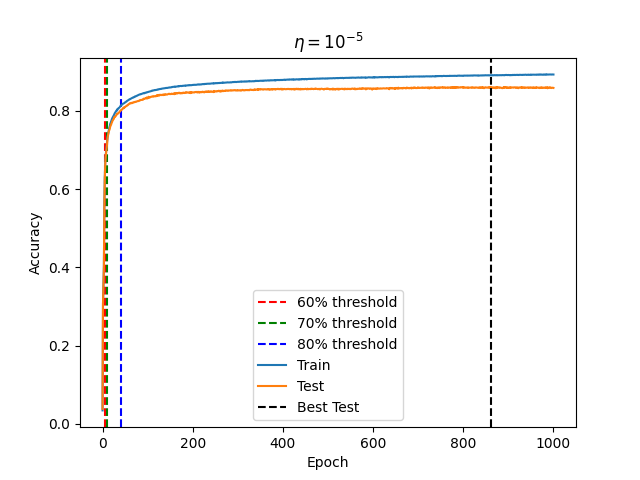 η = 10⁻⁵
0.8
0.6
0.4
0.2
0.0
Accuracy
60% threshold
70% threshold
80% threshold
Train
Test
Best Test
0 200 400 600 800 1000
Epoch